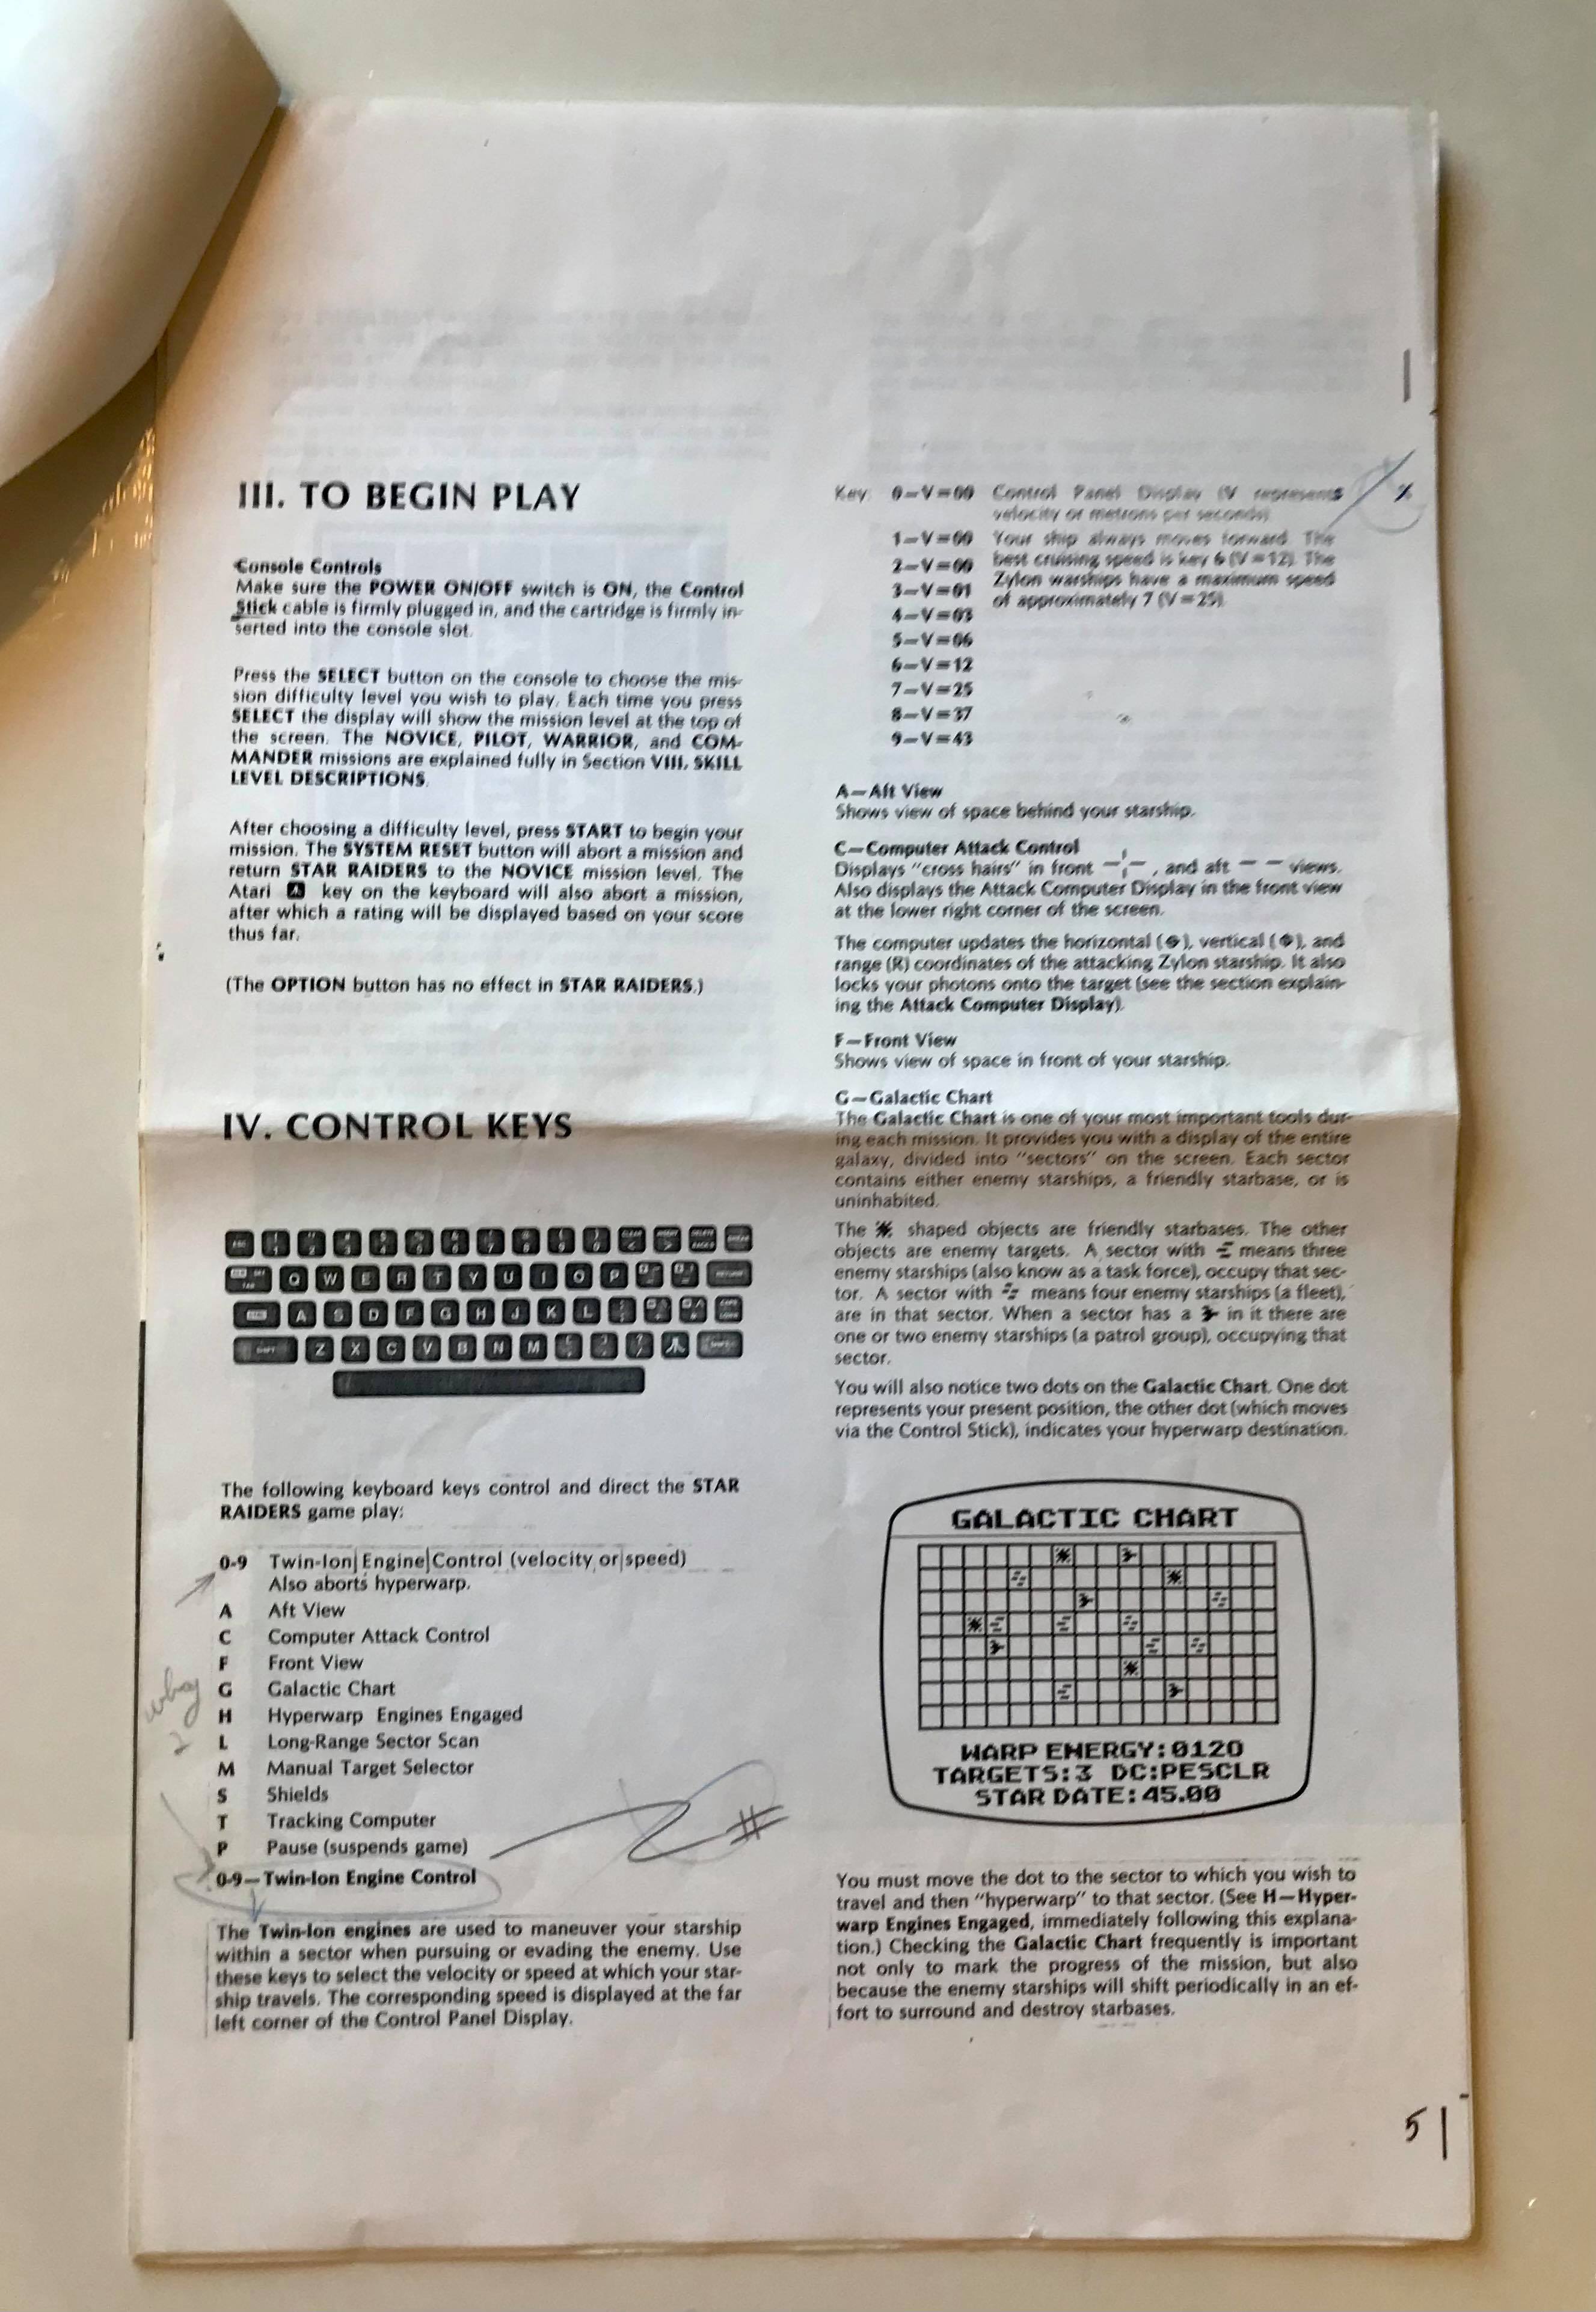 III. TO BEGIN PLAY
Console Controls
Make sure the POWER ON/OFF switch is ON, the Control
Stick cable is firmly plugged in, and the cartridge is firmly in-
serted into the console slot.
Press the SELECT button on the console to choose the mis-
sion difficulty level you wish to play. Each time you press
SELECT the display will show the mission level at the top of
the screen. The NOVICE, PILOT, WARRIOR, and COM-
MANDER missions are explained fully in Section VIII, SKILL
LEVEL DESCRIPTIONS.
After choosing a difficulty level, press START to begin your
mission. The SYSTEM RESET button will abort a mission and
return STAR RAIDERS to the NOVICE mission level. The
Atari key on the keyboard will also abort a mission,
after which a rating will be displayed based on your score
thus far.
(The OPTION button has no effect in STAR RAIDERS.)
IV. CONTROL KEYS
Q W E R T Y U I O P
A S D F G H J K L
Z X C V B N M
The following keyboard keys control and direct the STAR
RAIDERS game play:
0-9 Twin-Ion Engine Control (velocity or speed)
Also aborts hyperwarp.
A Aft View
C Computer Attack Control
F Front View
G Galactic Chart
H Hyperwarp Engines Engaged
L Long-Range Sector Scan
M Manual Target Selector
S Shields
T Tracking Computer
P Pause (suspends game)
#
why
2
0-9—Twin-Ion Engine Control
The Twin-Ion engines are used to maneuver your starship
within a sector when pursuing or evading the enemy. Use
these keys to select the velocity or speed at which your star-
ship travels. The corresponding speed is displayed at the far
left corner of the Control Panel Display.
Key: 0—V=00 Control Panel Display (V represents
velocity or metrons per seconds).
1—V=00 Your ship always moves forward. The
2—V=00 best cruising speed is key 6 (V=12). The
3—V=01 Zylon warships have a maximum speed
of approximately 7 (V=25).
4—V=03
5—V=06
6—V=12
7—V=25
8—V=37
9—V=43
A—Aft View
Shows view of space behind your starship.
C—Computer Attack Control
Displays "cross hairs" in front -¦- , and aft — — views.
Also displays the Attack Computer Display in the front view
at the lower right corner of the screen.
The computer updates the horizontal (⊖), vertical (Φ), and
range (R) coordinates of the attacking Zylon starship. It also
locks your photons onto the target (see the section explain-
ing the Attack Computer Display).
F—Front View
Shows view of space in front of your starship.
G—Galactic Chart
The Galactic Chart is one of your most important tools dur-
ing each mission. It provides you with a display of the entire
galaxy, divided into "sectors" on the screen. Each sector
contains either enemy starships, a friendly starbase, or is
uninhabited.
The shaped objects are friendly starbases. The other
objects are enemy targets. A sector with means three
enemy starships (also know as a task force), occupy that sec-
tor. A sector with means four enemy starships (a fleet),
are in that sector. When a sector has a in it there are
one or two enemy starships (a patrol group), occupying that
sector.
You will also notice two dots on the Galactic Chart. One dot
represents your present position, the other dot (which moves
via the Control Stick), indicates your hyperwarp destination.
GALACTIC CHART
WARP ENERGY:0120
TARGETS:3 DC:PESCLR
STAR DATE:45.00
You must move the dot to the sector to which you wish to
travel and then "hyperwarp" to that sector. (See H—Hyper-
warp Engines Engaged, immediately following this explana-
tion.) Checking the Galactic Chart frequently is important
not only to mark the progress of the mission, but also
because the enemy starships will shift periodically in an ef-
fort to surround and destroy starbases.
5